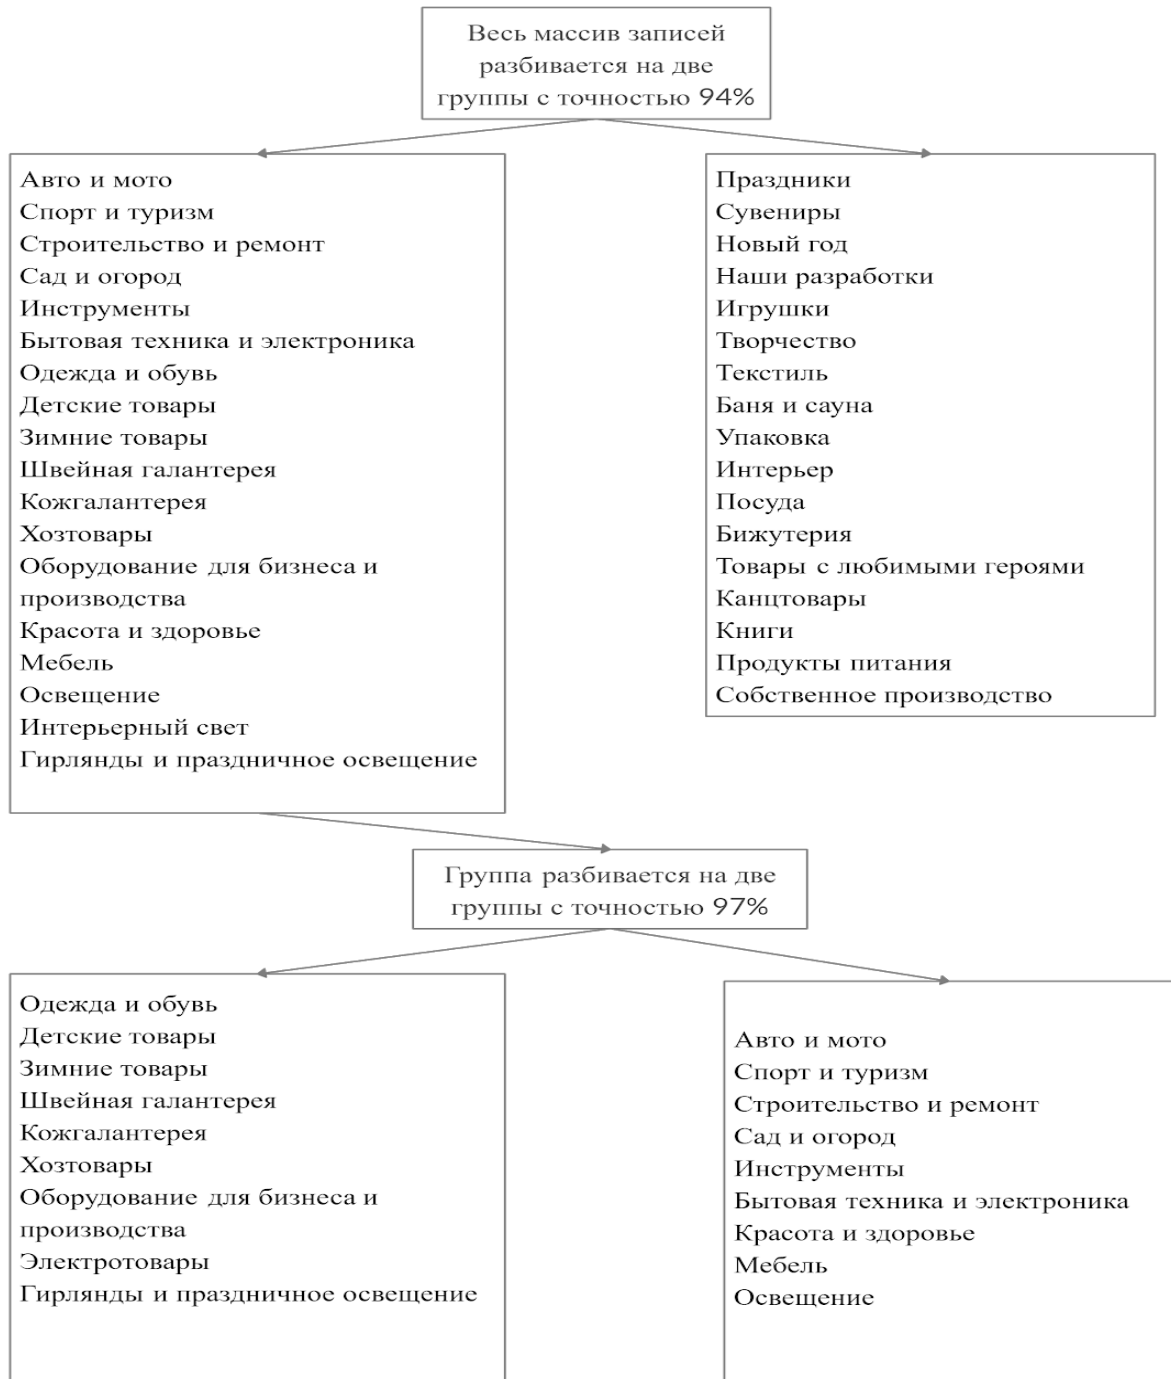 Весь массив записей
разбивается на две
группы с точностью 94%
Авто и мото
Спорт и туризм
Строительство и ремонт
Сад и огород
Инструменты
Бытовая техника и электроника
Одежда и обувь
Детские товары
Зимние товары
Швейная галантерея
Кожгалантерея
Хозтовары
Оборудование для бизнеса и
производства
Красота и здоровье
Мебель
Освещение
Интерьерный свет
Гирлянды и праздничное освещение
Праздники
Сувениры
Новый год
Наши разработки
Игрушки
Творчество
Текстиль
Баня и сауна
Упаковка
Интерьер
Посуда
Бижутерия
Товары с любимыми героями
Канцтовары
Книги
Продукты питания
Собственное производство
Группа разбивается на две
группы с точностью 97%
Одежда и обувь
Детские товары
Зимние товары
Швейная галантерея
Кожгалантерея
Хозтовары
Оборудование для бизнеса и
производства
Электротовары
Гирлянды и праздничное освещение
Авто и мото
Спорт и туризм
Строительство и ремонт
Сад и огород
Инструменты
Бытовая техника и электроника
Красота и здоровье
Мебель
Освещение